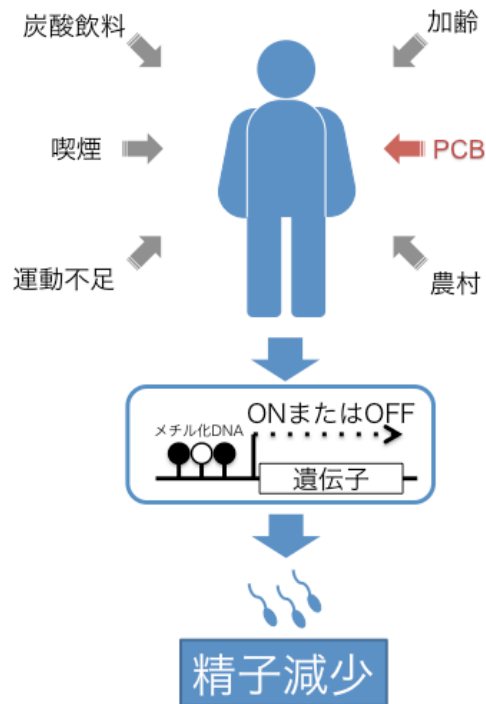 炭酸飲料
加齢
喫煙
PCB
運動不足
農村
ONまたはOFF
メチル化DNA
遺伝子
精子減少